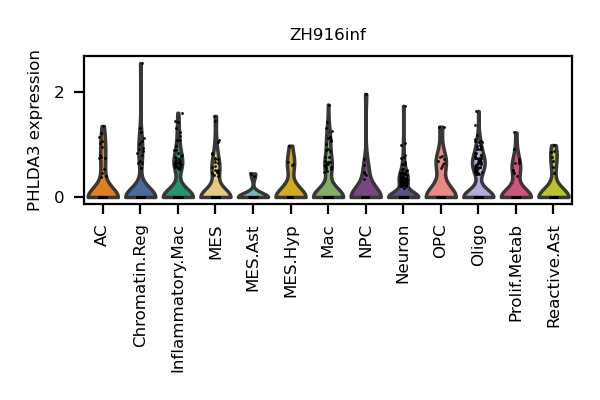 ZH916inf
PHLDA3 expression
2
0
AC
Chromatin.Reg
Inflammatory.Mac
MES
MES.Ast
MES.Hyp
Mac
NPC
Neuron
OPC
Oligo
Prolif.Metab
Reactive.Ast